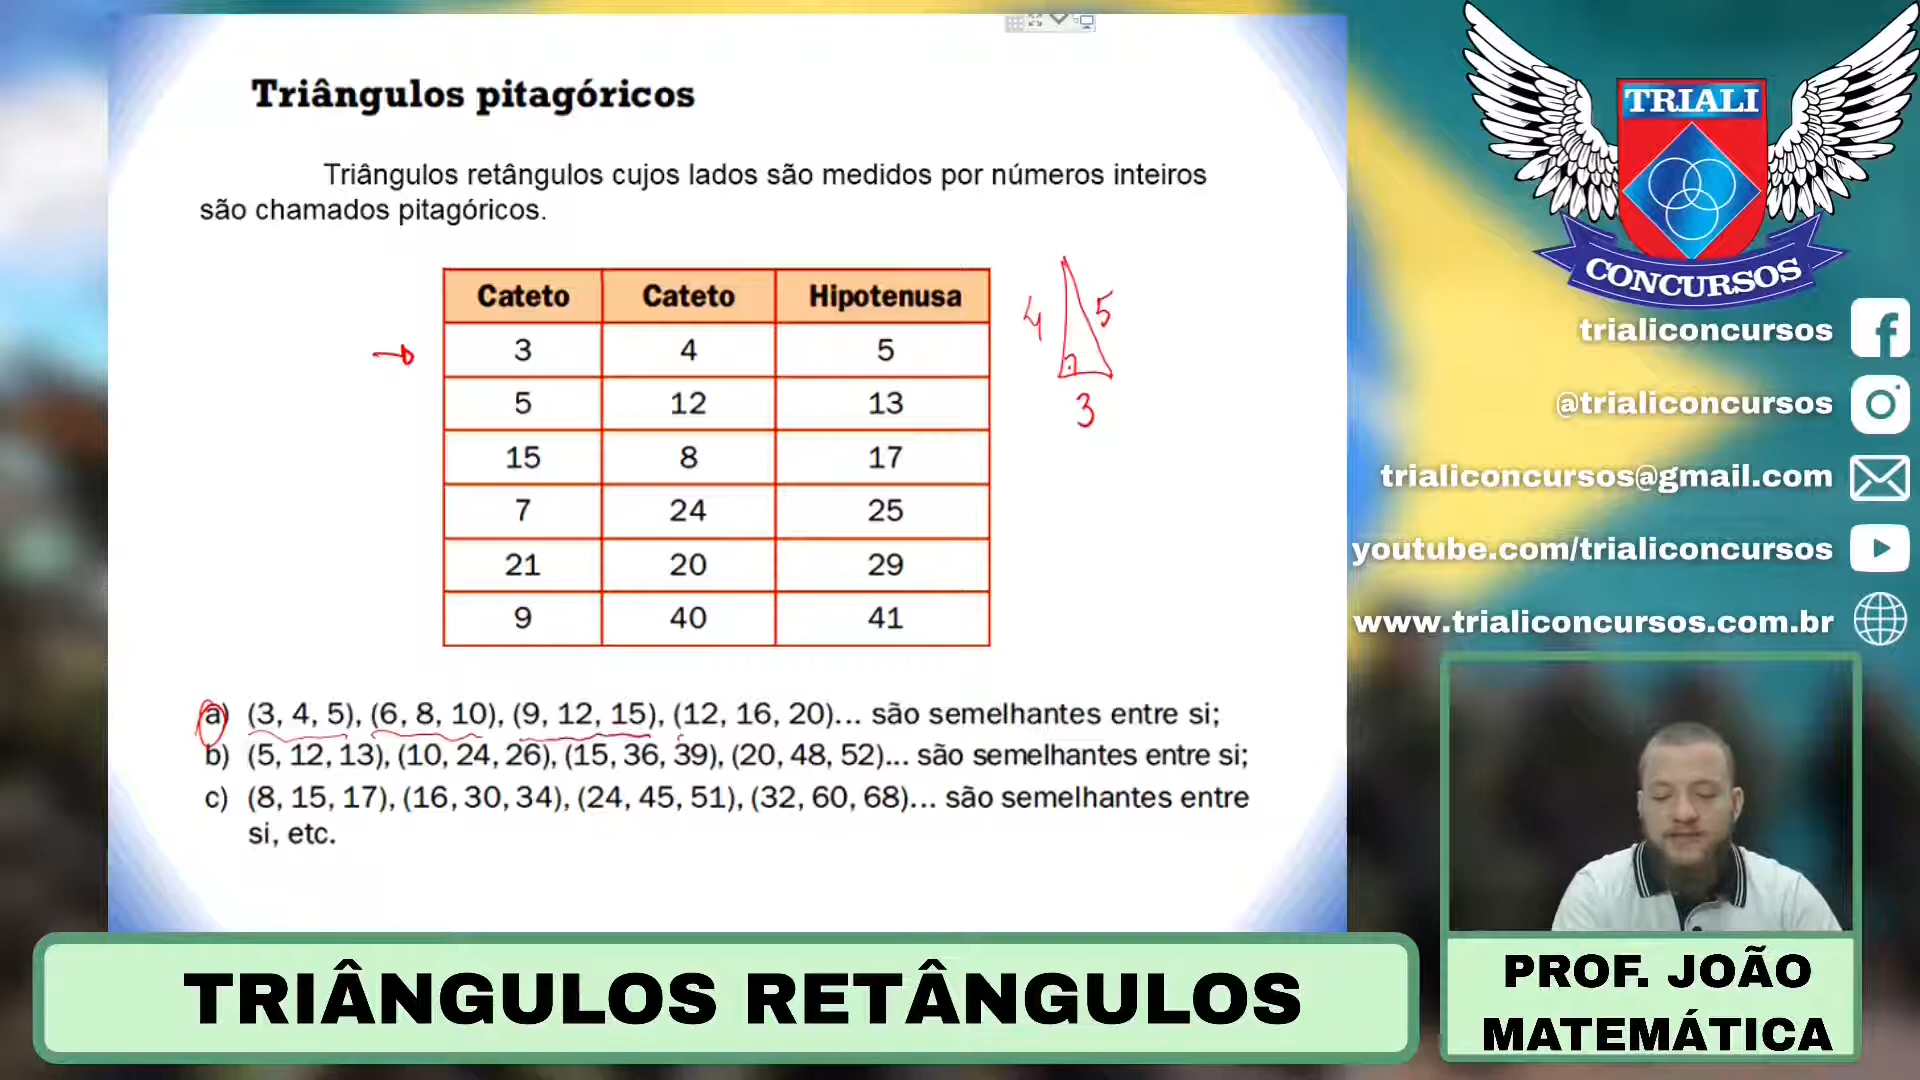 Triângulos pitagóricos
Triângulos retângulos cujos lados são medidos por números inteiros
são chamados pitagóricos.
Cateto Cateto Hipotenusa
3 4 5
5 12 13
15 8 17
7 24 25
21 20 29
9 40 41
4 5
3
a) (3, 4, 5), (6, 8, 10), (9, 12, 15), (12, 16, 20)... são semelhantes entre si;
b) (5, 12, 13), (10, 24, 26), (15, 36, 39), (20, 48, 52)... são semelhantes entre si;
c) (8, 15, 17), (16, 30, 34), (24, 45, 51), (32, 60, 68)... são semelhantes entre
si, etc.
TRIALI
CONCURSOS
trialiconcursos
@trialiconcursos
trialiconcursos@gmail.com
youtube.com/trialiconcursos
www.trialiconcursos.com.br
TRIÂNGULOS RETÂNGULOS
PROF. JOÃO
MATEMÁTICA